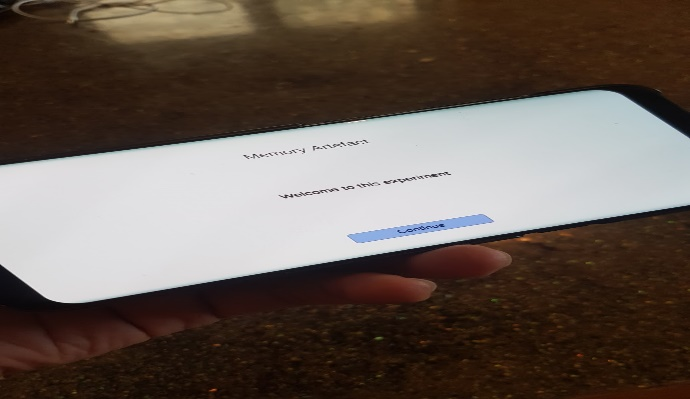 Memory Artefact
Welcome to this experiment
Continue